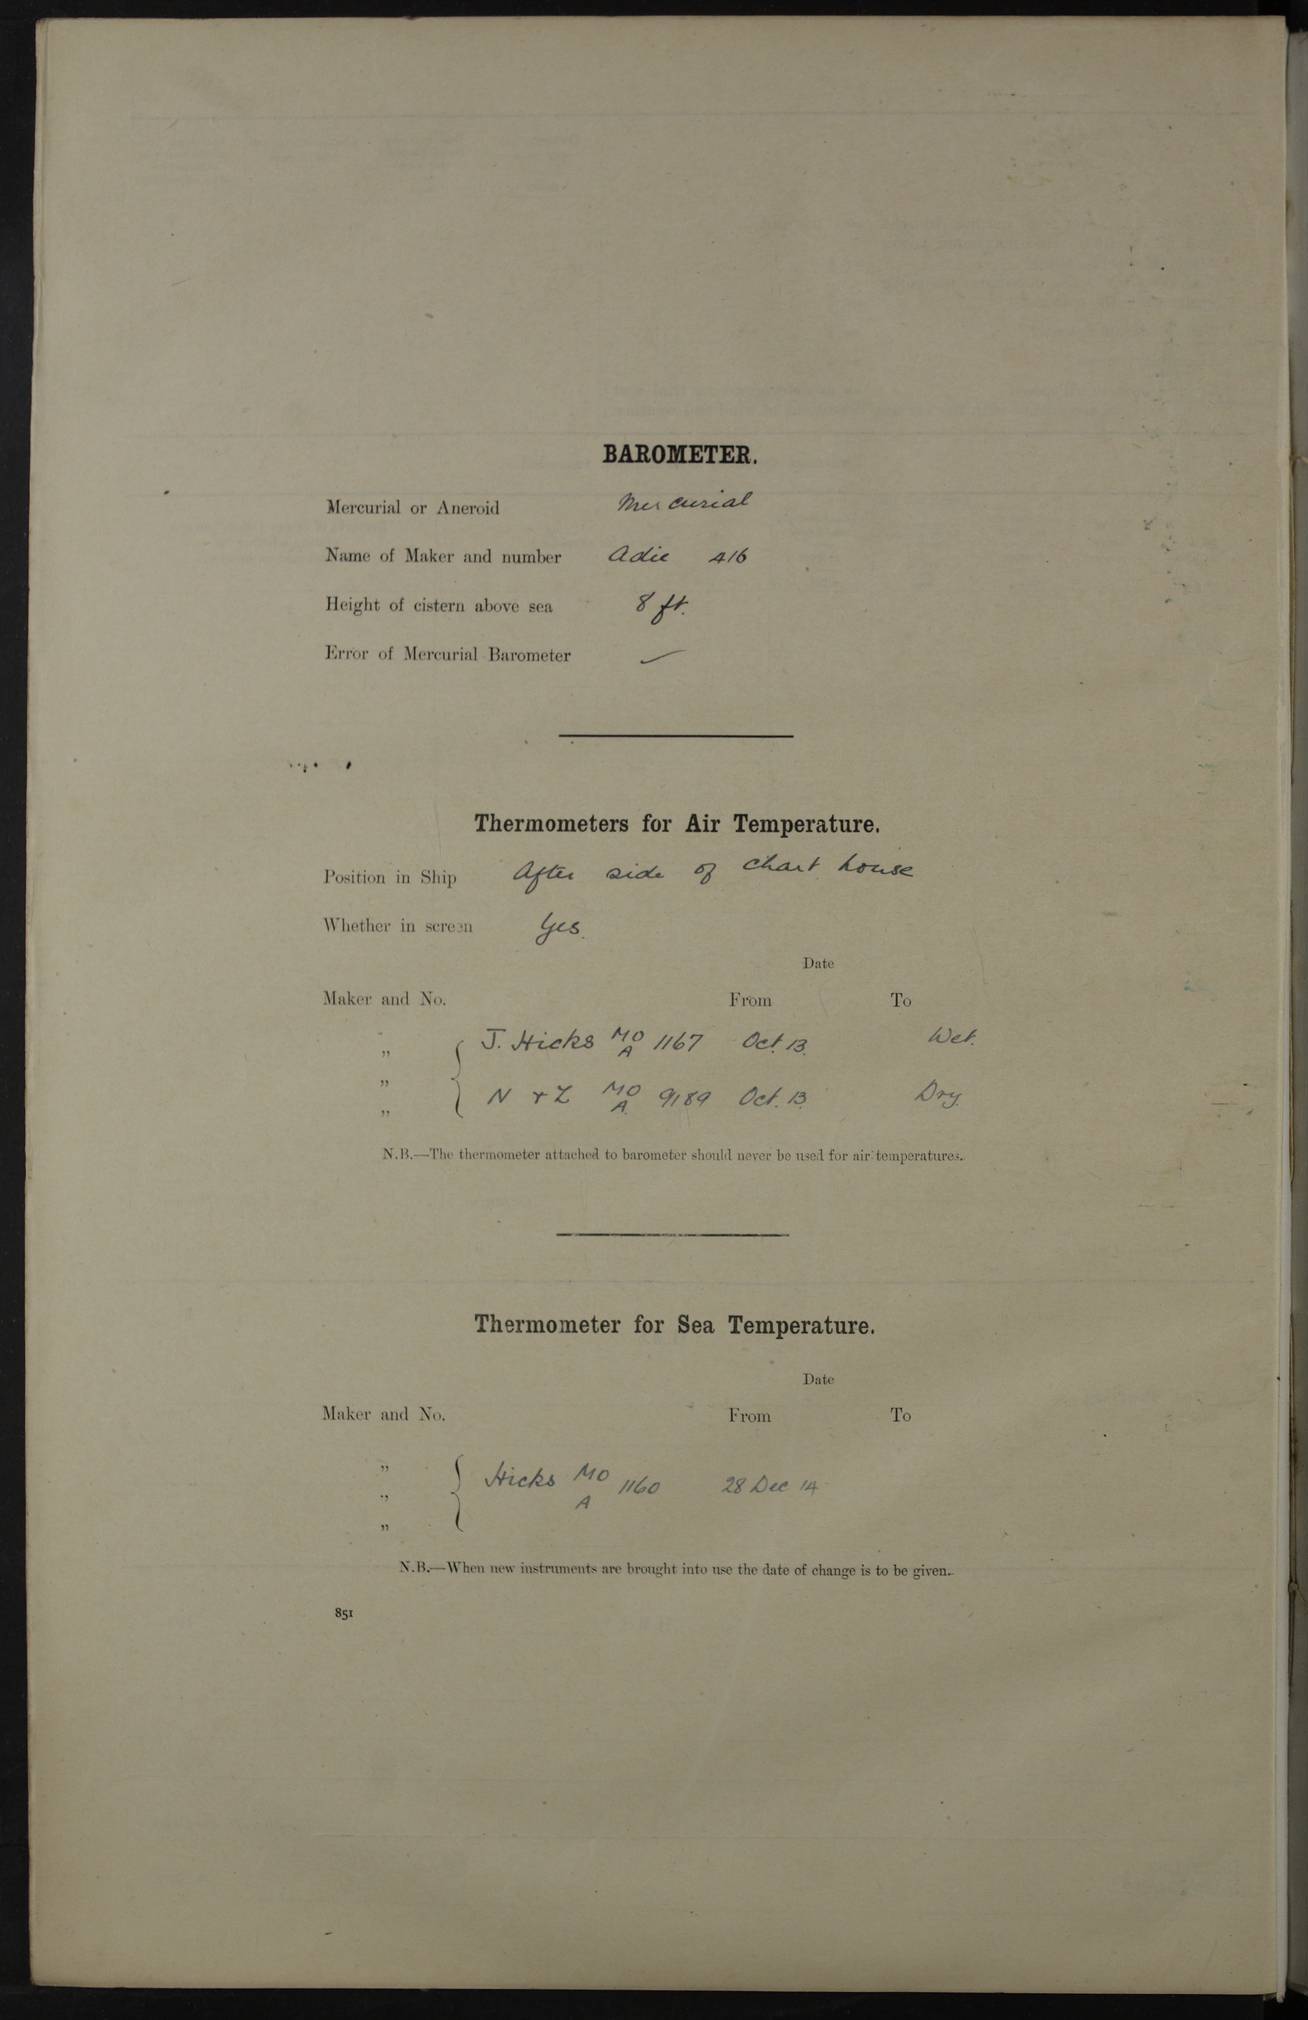 BAROMETER.
Mercurial or Aneroid Mercurial
Name of Maker and number Adie 416
Height of cistern above sea 8 ft.
Error of Mercurial Barometer
Thermometers for Air Temperature.
Position in Ship After side of chart house
Whether in screen Yes.
Date
Maker and No. From To
" { J. Hicks MO A 1167 Oct. 13. Wet.
"
" N & Z MO A. 9189 Oct. 13. Dry.
N.B.—The thermometer attached to barometer should never be used for air temperatures.
Thermometer for Sea Temperature.
Date
Maker and No. From To
"
" { Hicks MO A 1160 28 Dec 14
"
N.B.—When new instruments are brought into use the date of change is to be given.
851